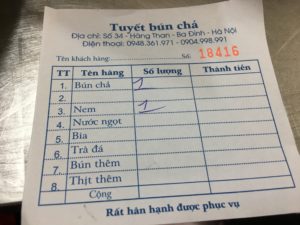 Tuyết bún chả
Địa chỉ: Số 34 - Hàng Than - Ba Đình - Hà Nội
Điện thoại: 0948.361.971 - 0904.998.991
Tên khách hàng: Số: 18416
TT Tên hàng Số lượng Thành tiền
1. Bún chả 1
2.
3. Nem 1
4. Nước ngọt
5. Bia
6. Trà đá
7. Bún thêm
8. Thịt thêm
Cộng
Rất hân hạnh được phục vụ